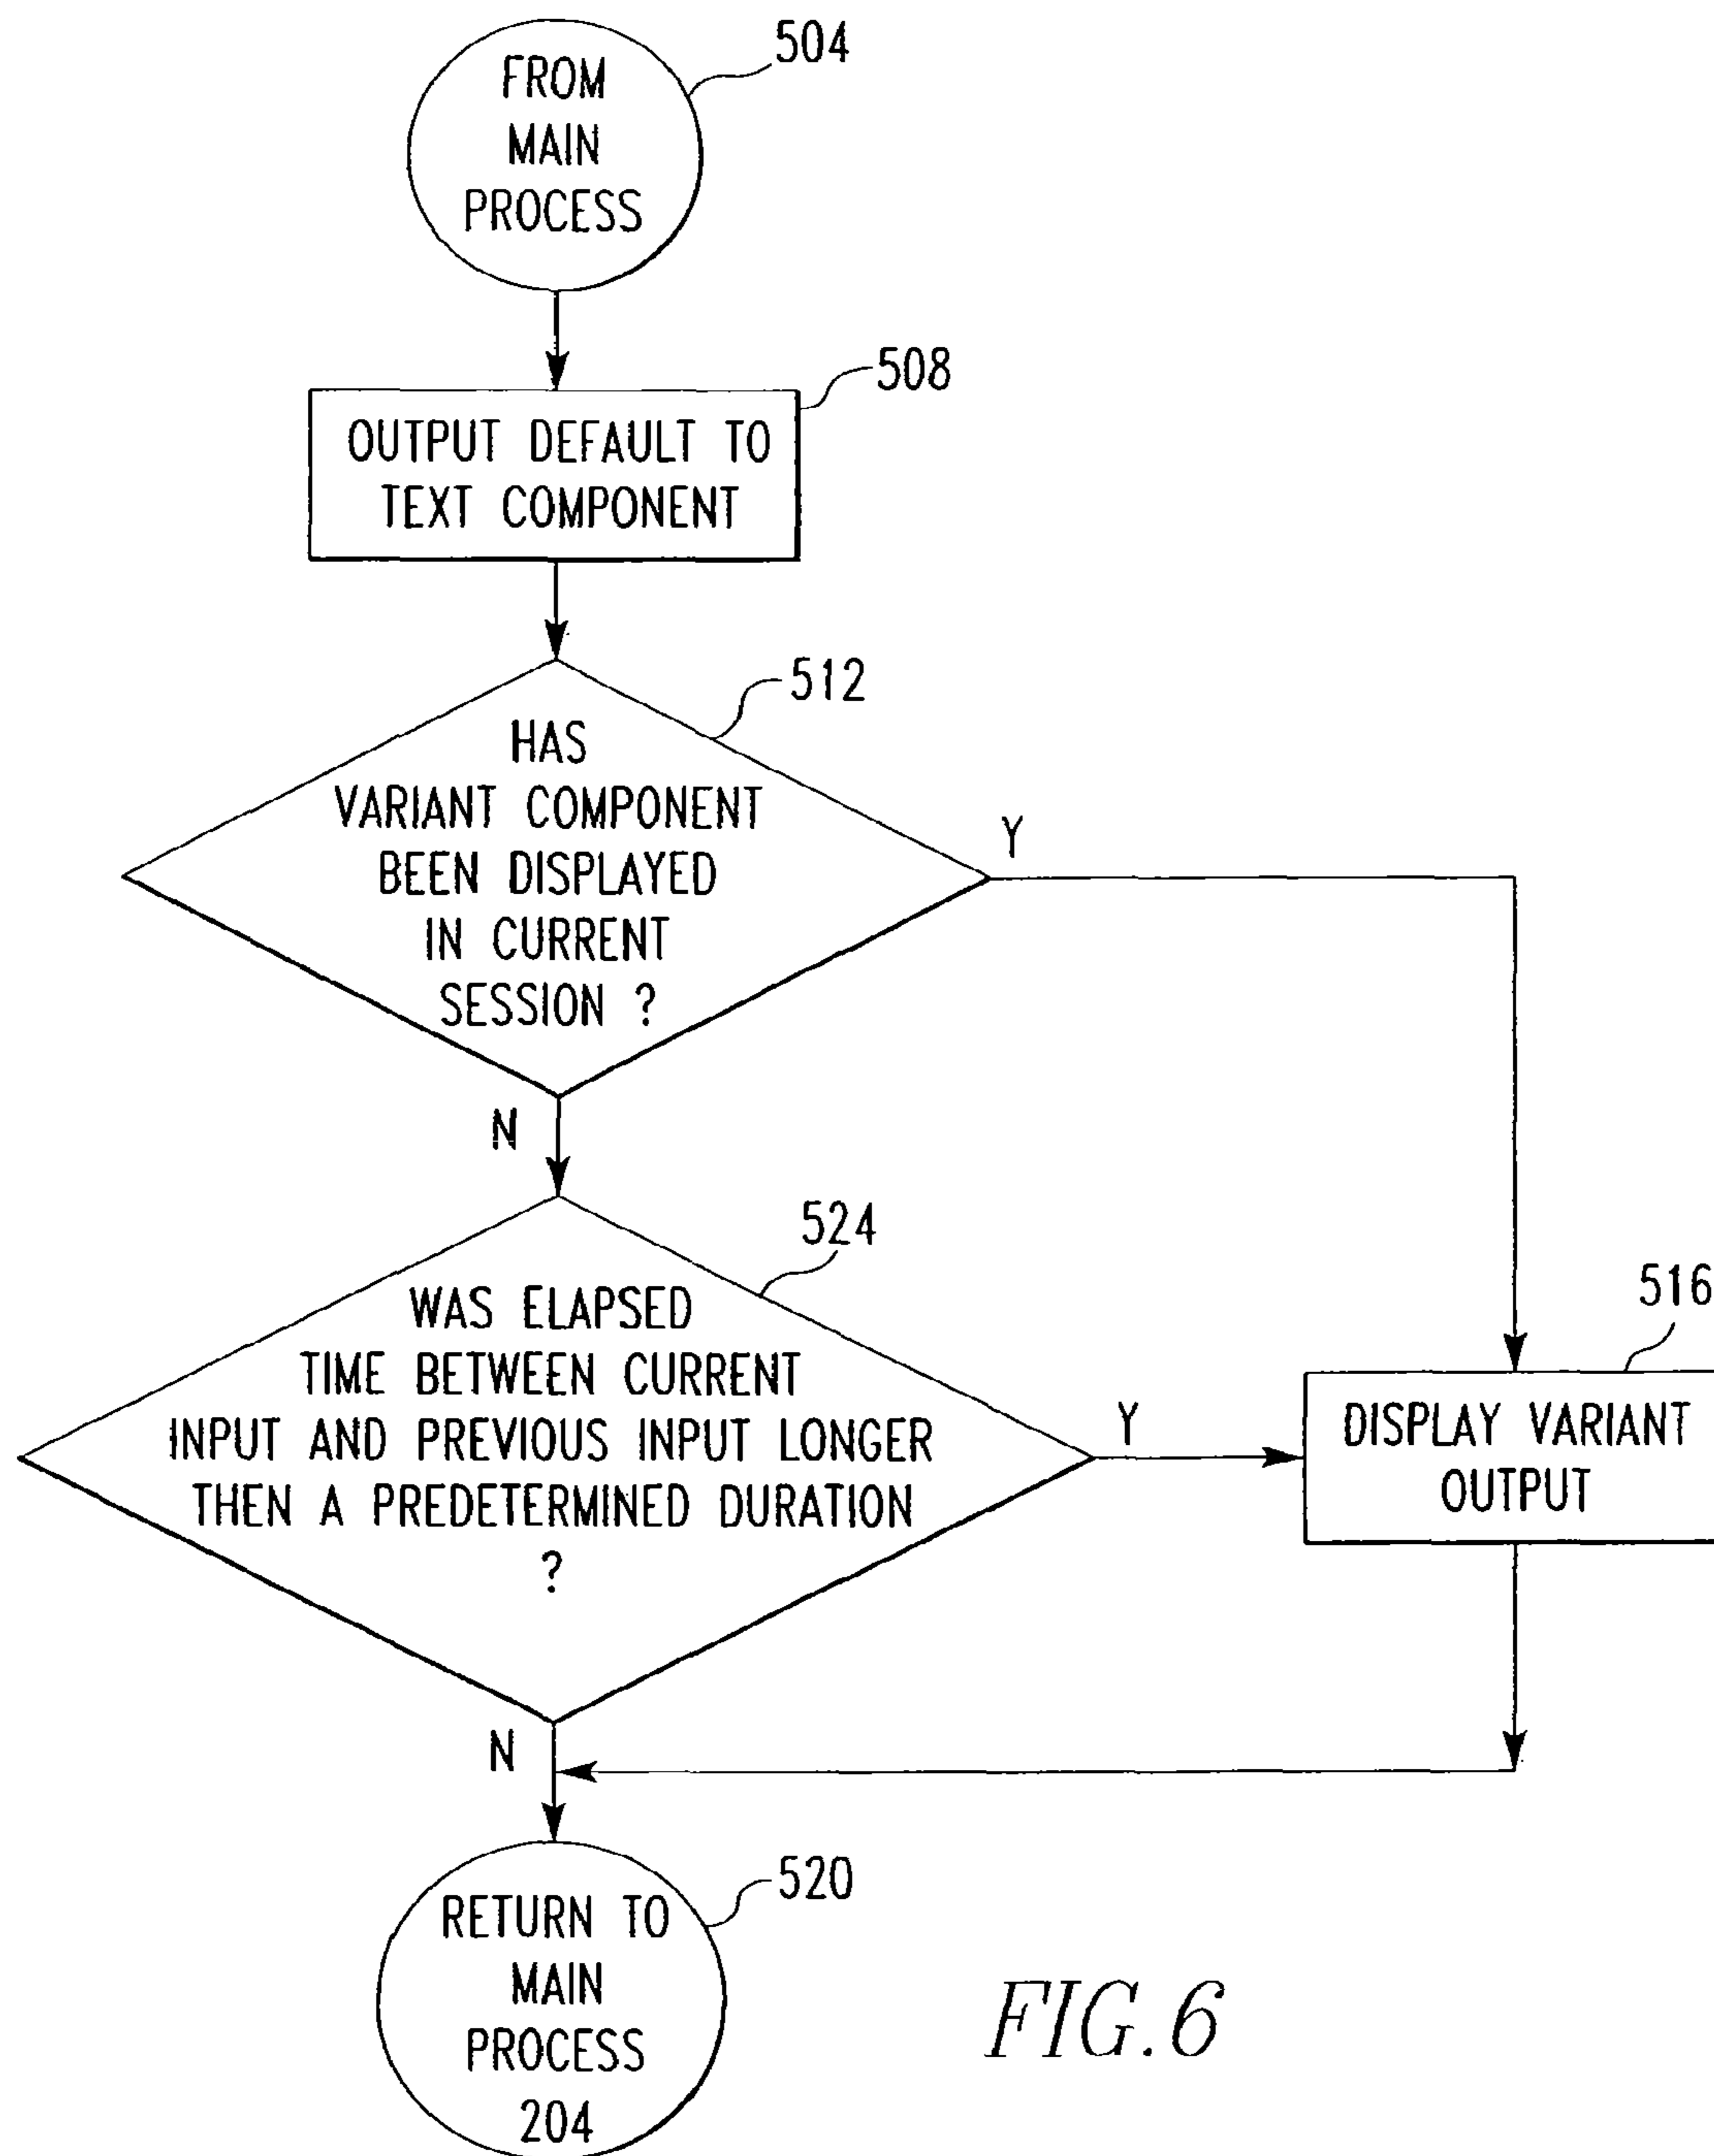 FROM
MAIN
PROCESS
504
OUTPUT DEFAULT TO
TEXT COMPONENT
508
HAS
VARIANT COMPONENT
BEEN DISPLAYED
IN CURRENT
SESSION ?
512
Y
N
WAS ELAPSED
TIME BETWEEN CURRENT
INPUT AND PREVIOUS INPUT LONGER
THEN A PREDETERMINED DURATION
?
524
Y
N
DISPLAY VARIANT
OUTPUT
516
RETURN TO
MAIN
PROCESS
204
520
FIG.6